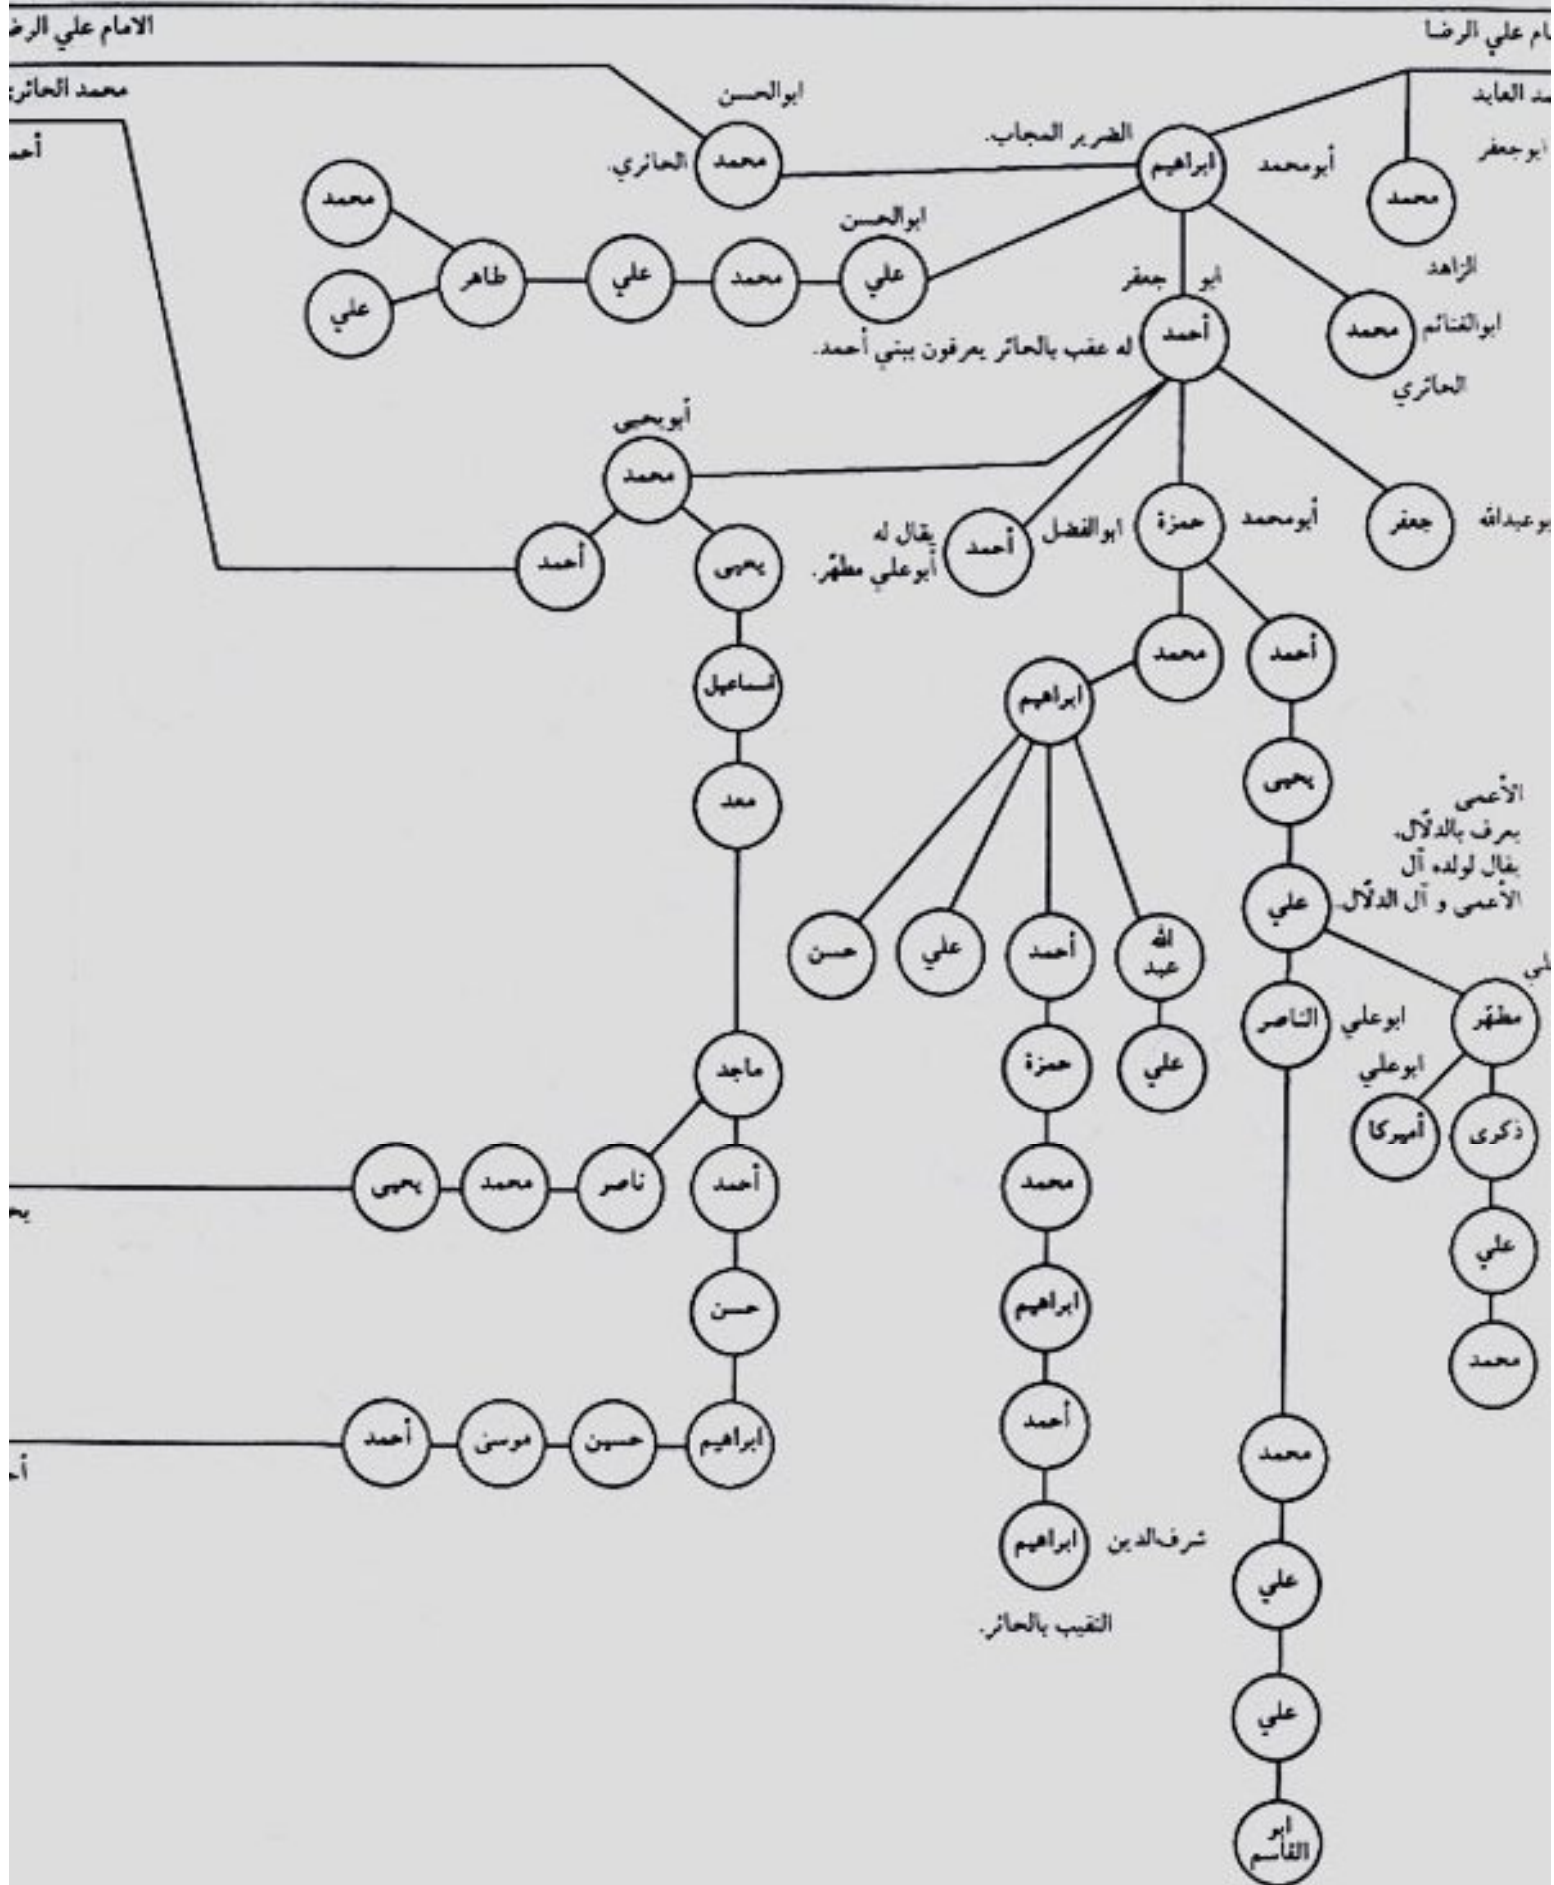 علي الرضا
الامام علي
ابوالحسن
محمد الحائري
العابد
الضرير المجاب.
ابراهيم
أبومحمد
ابوجعفر
محمد
الحائري.
محمد
الزاهد
محمد
ابوالحسن
طاهر
علي
محمد
علي
علي
ابو جعفر
أحمد
له عقب بالحائر يعرفون ببني أحمد.
ابوالغنائم
محمد
الحائري
أبويحيى
محمد
أحمد
يحيى
يقال له
أبوعلي مطهّر.
أحمد
ابوالفضل
حمزة
أبومحمد
جعفر
بوعبدالله
محمد
أحمد
ابراهيم
معد
يحيى
الأعمى
يعرف بالدلّال.
يقال لولده آل
الأعمى و آل الدلّال.
علي
حسن
علي
أحمد
عبد الله
الناصر
ابوعلي
مطهّر
ماجد
حمزة
علي
ابوعلي
أميركا
ذكرى
يحيى
محمد
ناصر
أحمد
محمد
علي
حسن
ابراهيم
محمد
أحمد
موسى
حسين
ابراهيم
أحمد
محمد
ابراهيم
شرف‌الدين
علي
النقيب بالحائر.
علي
ابو
القاسم